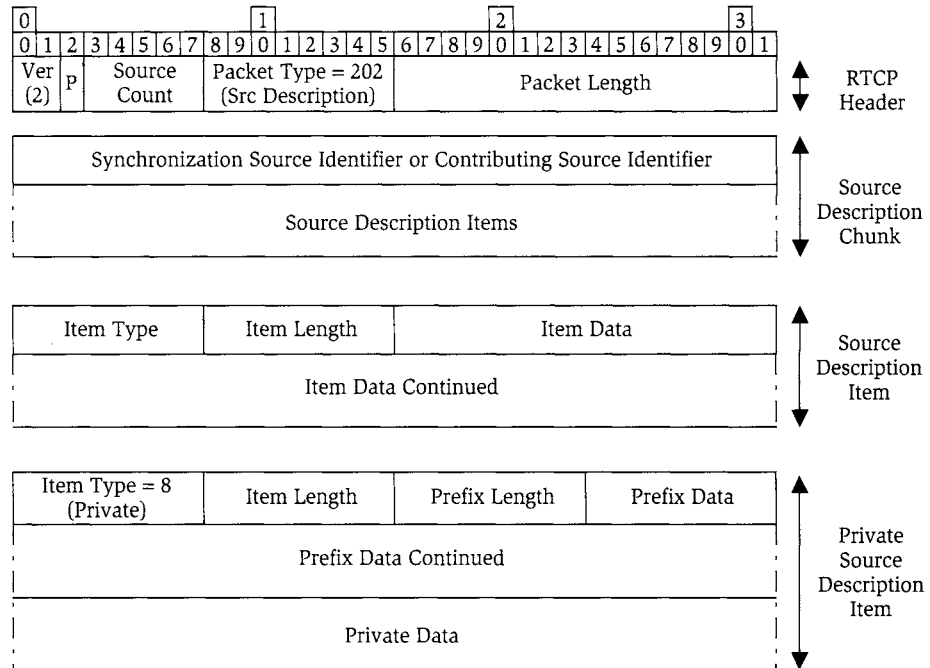 0 1 2 3
0 1 2 3 4 5 6 7 8 9 0 1 2 3 4 5 6 7 8 9 0 1 2 3 4 5 6 7 8 9 0 1
Ver
(2)
P
Source
Count
Packet Type = 202
(Src Description)
Packet Length
RTCP
Header
Synchronization Source Identifier or Contributing Source Identifier
Source Description Items
Source
Description
Chunk
Item Type
Item Length
Item Data
Item Data Continued
Source
Description
Item
Item Type = 8
(Private)
Item Length
Prefix Length
Prefix Data
Prefix Data Continued
Private Data
Private
Source
Description
Item